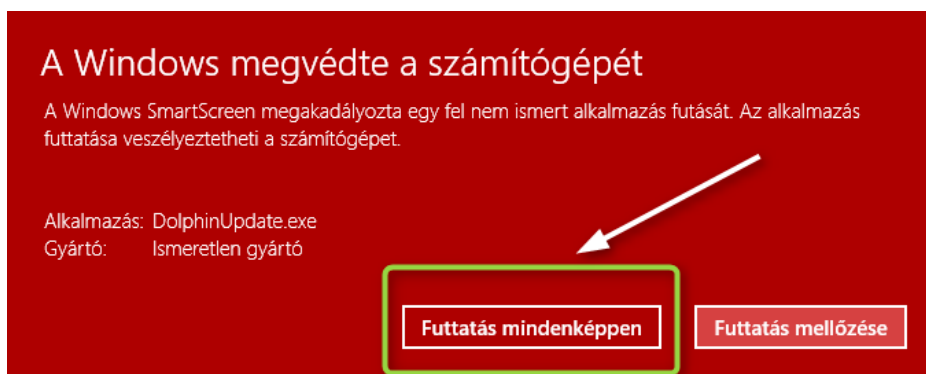 A Windows megvédte a számítógépét
A Windows SmartScreen megakadályozta egy fel nem ismert alkalmazás futását. Az alkalmazás
futtatása veszélyeztetheti a számítógépet.
Alkalmazás: DolphinUpdate.exe
Gyártó: Ismeretlen gyártó
Futtatás mindenképpen Futtatás mellőzése